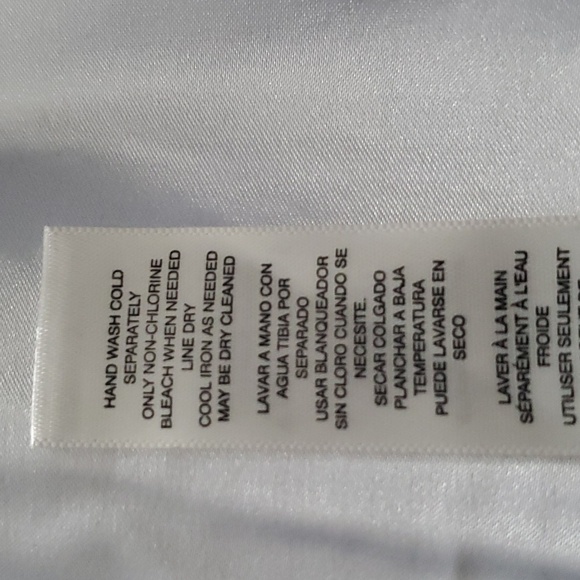 HAND WASH COLD
SEPARATELY
ONLY NON-CHLORINE
BLEACH WHEN NEEDED
LINE DRY
COOL IRON AS NEEDED
MAY BE DRY CLEANED
LAVAR A MANO CON
AGUA TIBIA POR
SEPARADO
USAR BLANQUEADOR
SIN CLORO CUANDO SE
NECESITE.
SECAR COLGADO
PLANCHAR A BAJA
TEMPERATURA
PUEDE LAVARSE EN
SECO
LAVER À LA MAIN
SÉPARÉMENT À L'EAU
FROIDE
UTILISER SEULEMENT